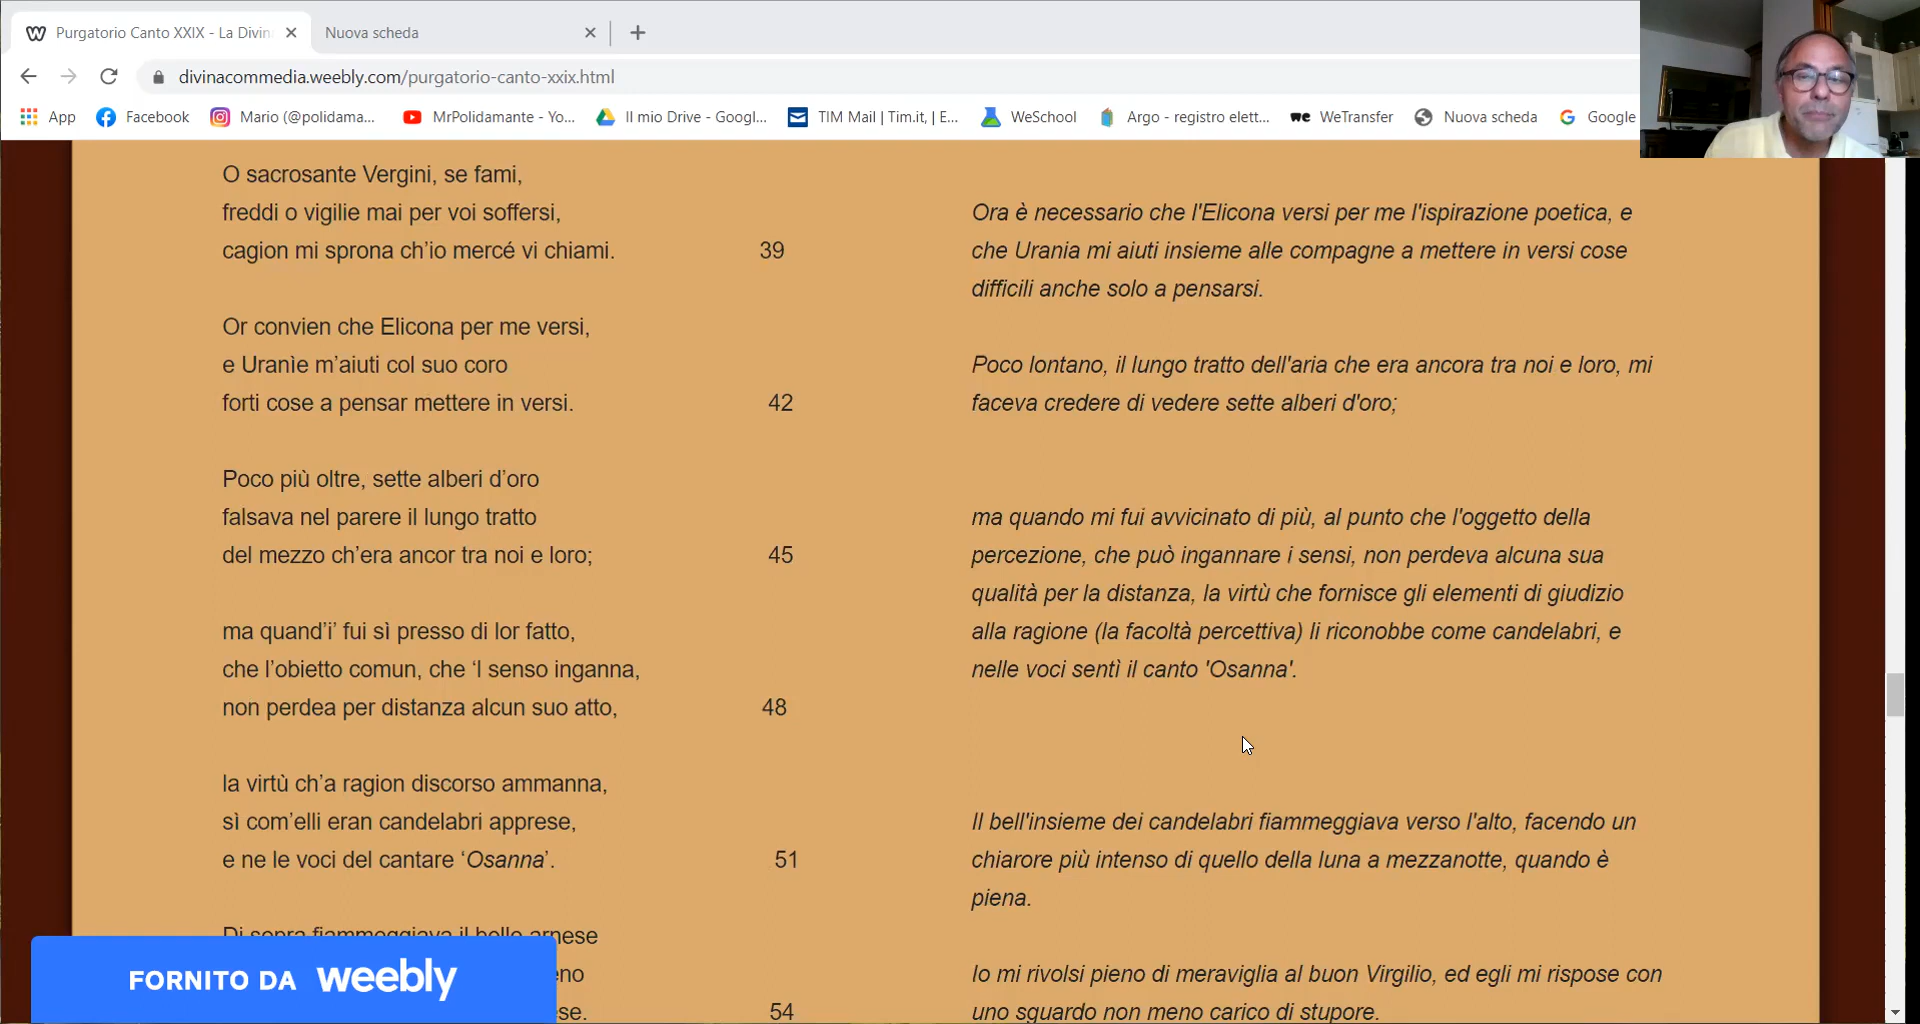 Purgatorio Canto XXIX - La Divin
Nuova scheda
divinacommedia.weebly.com/purgatorio-canto-xxix.html
App
Facebook
Mario (@polidama...
MrPolidamante - Yo...
Il mio Drive - Googl...
TIM Mail | Tim.it, | E...
WeSchool
Argo - registro elett...
we WeTransfer
Nuova scheda
Google
O sacrosante Vergini, se fami,
freddi o vigilie mai per voi soffersi,
cagion mi sprona ch’io mercé vi chiami. 39
Or convien che Elicona per me versi,
e Uranìe m’aiuti col suo coro
forti cose a pensar mettere in versi. 42
Poco più oltre, sette alberi d’oro
falsava nel parere il lungo tratto
del mezzo ch’era ancor tra noi e loro; 45
ma quand’i’ fui sì presso di lor fatto,
che l’obietto comun, che ‘l senso inganna,
non perdea per distanza alcun suo atto, 48
la virtù ch’a ragion discorso ammanna,
sì com’elli eran candelabri apprese,
e ne le voci del cantare ‘Osanna’. 51
Di sopra fiammeggiava il bello arnese
eno
ese. 54
Ora è necessario che l'Elicona versi per me l'ispirazione poetica, e
che Urania mi aiuti insieme alle compagne a mettere in versi cose
difficili anche solo a pensarsi.
Poco lontano, il lungo tratto dell'aria che era ancora tra noi e loro, mi
faceva credere di vedere sette alberi d'oro;
ma quando mi fui avvicinato di più, al punto che l'oggetto della
percezione, che può ingannare i sensi, non perdeva alcuna sua
qualità per la distanza, la virtù che fornisce gli elementi di giudizio
alla ragione (la facoltà percettiva) li riconobbe come candelabri, e
nelle voci sentì il canto 'Osanna'.
Il bell'insieme dei candelabri fiammeggiava verso l'alto, facendo un
chiarore più intenso di quello della luna a mezzanotte, quando è
piena.
Io mi rivolsi pieno di meraviglia al buon Virgilio, ed egli mi rispose con
uno sguardo non meno carico di stupore.
FORNITO DA weebly